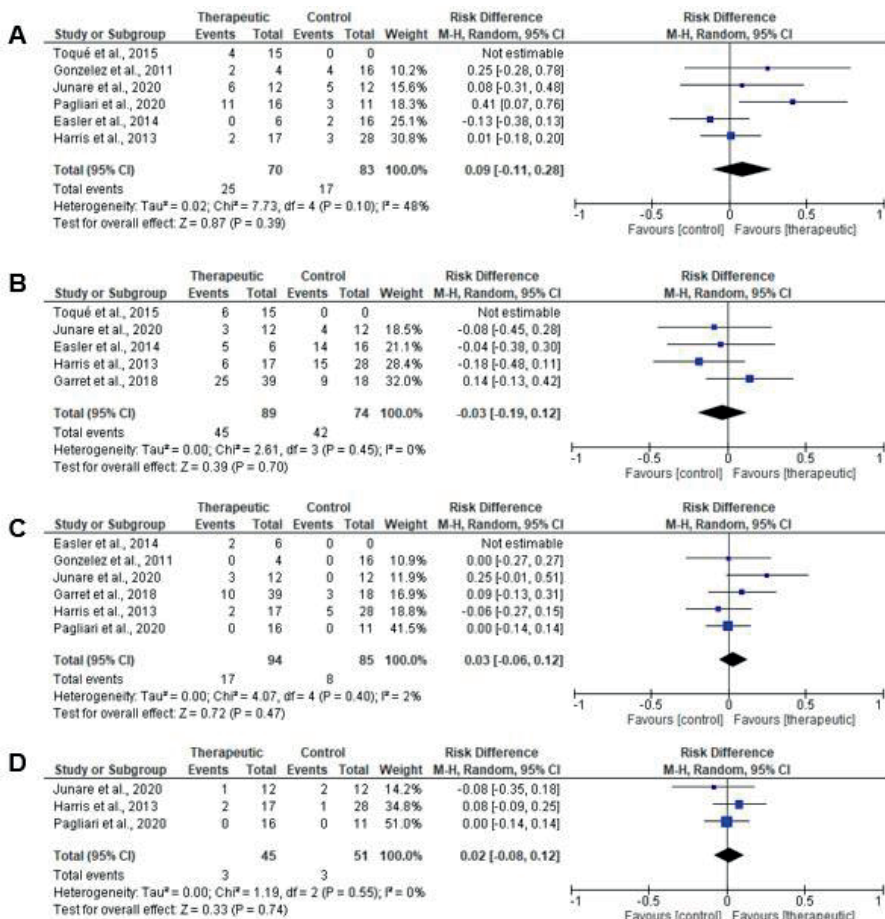 A
Therapeutic Control Risk Difference Risk Difference
Study or Subgroup Events Total Events Total Weight M-H, Random, 95% CI M-H, Random, 95% CI
Toqué et al., 2015 4 15 0 0 Not estimable
Gonzelez et al., 2011 2 4 4 16 10.2% 0.25 [-0.28, 0.78]
Junare et al., 2020 6 12 5 12 15.6% 0.08 [-0.31, 0.48]
Pagliari et al., 2020 11 16 3 11 18.3% 0.41 [0.07, 0.76]
Easler et al., 2014 0 6 2 16 25.1% -0.13 [-0.38, 0.13]
Harris et al., 2013 2 17 3 28 30.8% 0.01 [-0.18, 0.20]
Total (95% CI) 70 83 100.0% 0.09 [-0.11, 0.28]
Total events 25 17
Heterogeneity: Tau² = 0.02; Chi² = 7.73, df = 4 (P = 0.10); I² = 48%
Test for overall effect: Z = 0.87 (P = 0.39)
-1 -0.5 0 0.5 1
Favours [control] Favours [therapeutic]
B
Therapeutic Control Risk Difference Risk Difference
Study or Subgroup Events Total Events Total Weight M-H, Random, 95% CI M-H, Random, 95% CI
Toqué et al., 2015 6 15 0 0 Not estimable
Junare et al., 2020 3 12 4 12 18.5% -0.08 [-0.45, 0.28]
Easler et al., 2014 5 6 14 16 21.1% -0.04 [-0.38, 0.30]
Harris et al., 2013 6 17 15 28 28.4% -0.18 [-0.48, 0.11]
Garret et al., 2018 25 39 9 18 32.0% 0.14 [-0.13, 0.42]
Total (95% CI) 89 74 100.0% -0.03 [-0.19, 0.12]
Total events 45 42
Heterogeneity: Tau² = 0.00; Chi² = 2.61, df = 3 (P = 0.45); I² = 0%
Test for overall effect: Z = 0.39 (P = 0.70)
-1 -0.5 0 0.5 1
Favours [control] Favours [therapeutic]
C
Therapeutic Control Risk Difference Risk Difference
Study or Subgroup Events Total Events Total Weight M-H, Random, 95% CI M-H, Random, 95% CI
Easler et al., 2014 2 6 0 0 Not estimable
Gonzelez et al., 2011 0 4 0 16 10.9% 0.00 [-0.27, 0.27]
Junare et al., 2020 3 12 0 12 11.9% 0.25 [-0.01, 0.51]
Garret et al., 2018 10 39 3 18 16.9% 0.09 [-0.13, 0.31]
Harris et al., 2013 2 17 5 28 18.8% -0.06 [-0.27, 0.15]
Pagliari et al., 2020 0 16 0 11 41.5% 0.00 [-0.14, 0.14]
Total (95% CI) 94 85 100.0% 0.03 [-0.06, 0.12]
Total events 17 8
Heterogeneity: Tau² = 0.00; Chi² = 4.07, df = 4 (P = 0.40); I² = 2%
Test for overall effect: Z = 0.72 (P = 0.47)
-1 -0.5 0 0.5 1
Favours [control] Favours [therapeutic]
D
Therapeutic Control Risk Difference Risk Difference
Study or Subgroup Events Total Events Total Weight M-H, Random, 95% CI M-H, Random, 95% CI
Junare et al., 2020 1 12 2 12 14.2% -0.08 [-0.35, 0.18]
Harris et al., 2013 2 17 1 28 34.8% 0.08 [-0.09, 0.25]
Pagliari et al., 2020 0 16 0 11 51.0% 0.00 [-0.14, 0.14]
Total (95% CI) 45 51 100.0% 0.02 [-0.08, 0.12]
Total events 3 3
Heterogeneity: Tau² = 0.00; Chi² = 1.19, df = 2 (P = 0.55); I² = 0%
Test for overall effect: Z = 0.33 (P = 0.74)
-1 -0.5 0 0.5 1
Favours [control] Favours [therapeutic]